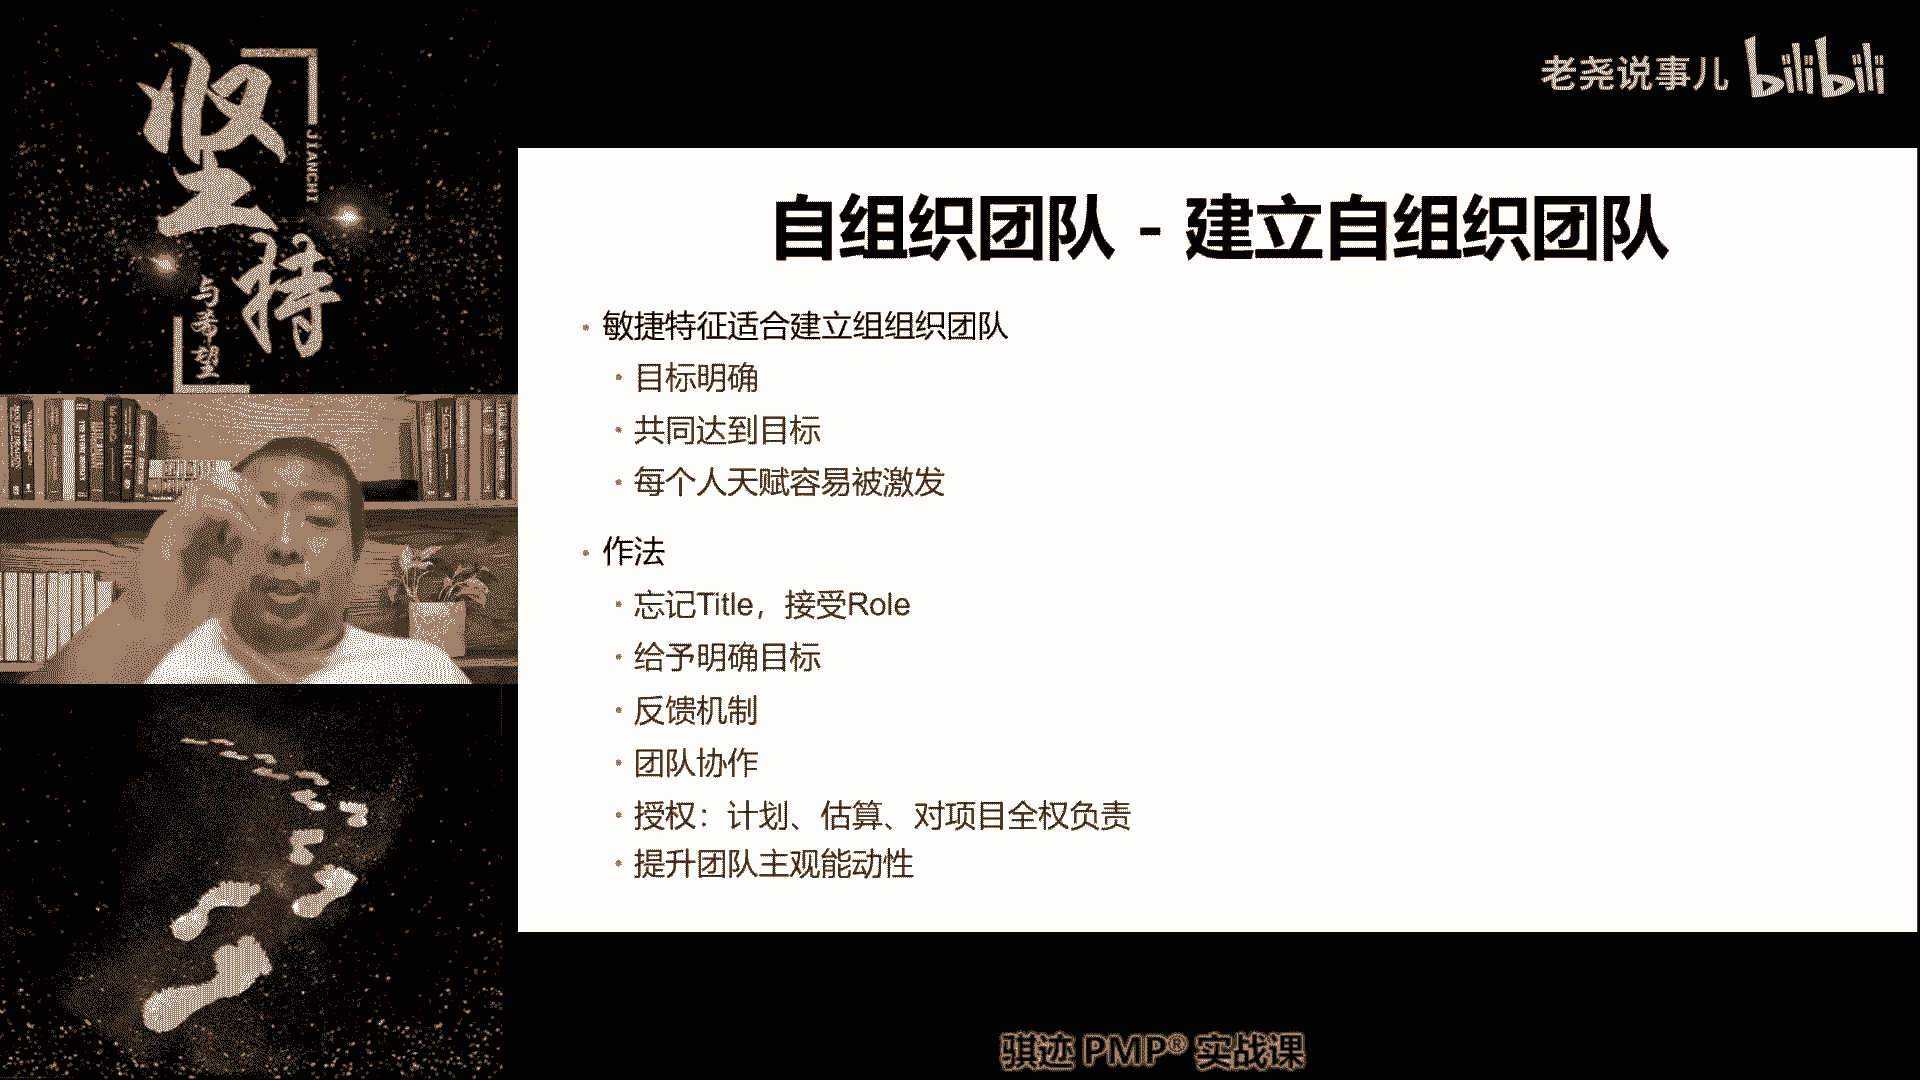 坚持
JIANCHI
与希望
老尧说事儿 bilibili
自组织团队 - 建立自组织团队
• 敏捷特征适合建立组组织团队
• 目标明确
• 共同达到目标
• 每个人天赋容易被激发
• 作法
• 忘记Title，接受Role
• 给予明确目标
• 反馈机制
• 团队协作
• 授权：计划、估算、对项目全权负责
• 提升团队主观能动性
骐迹 PMP® 实战课